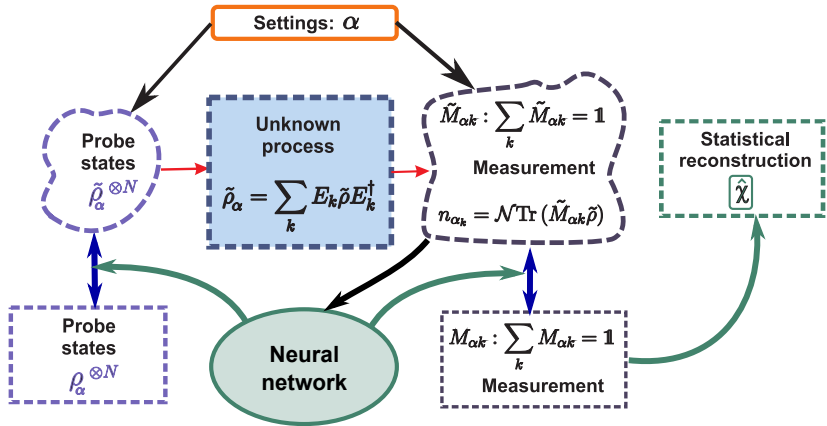 Settings: α
Probe
states
ρ̃_α^{⊗N}
Unknown
process
ρ̃_α = ∑_k E_k ρ̃ E_k^†
M̃_{αk} : ∑_k M̃_{αk} = 𝟙
Measurement
n_{α_k} = 𝒩Tr (M̃_{αk} ρ̃)
Statistical
reconstruction
χ̂
Probe
states
ρ_α^{⊗N}
Neural
network
M_{αk} : ∑_k M_{αk} = 𝟙
Measurement